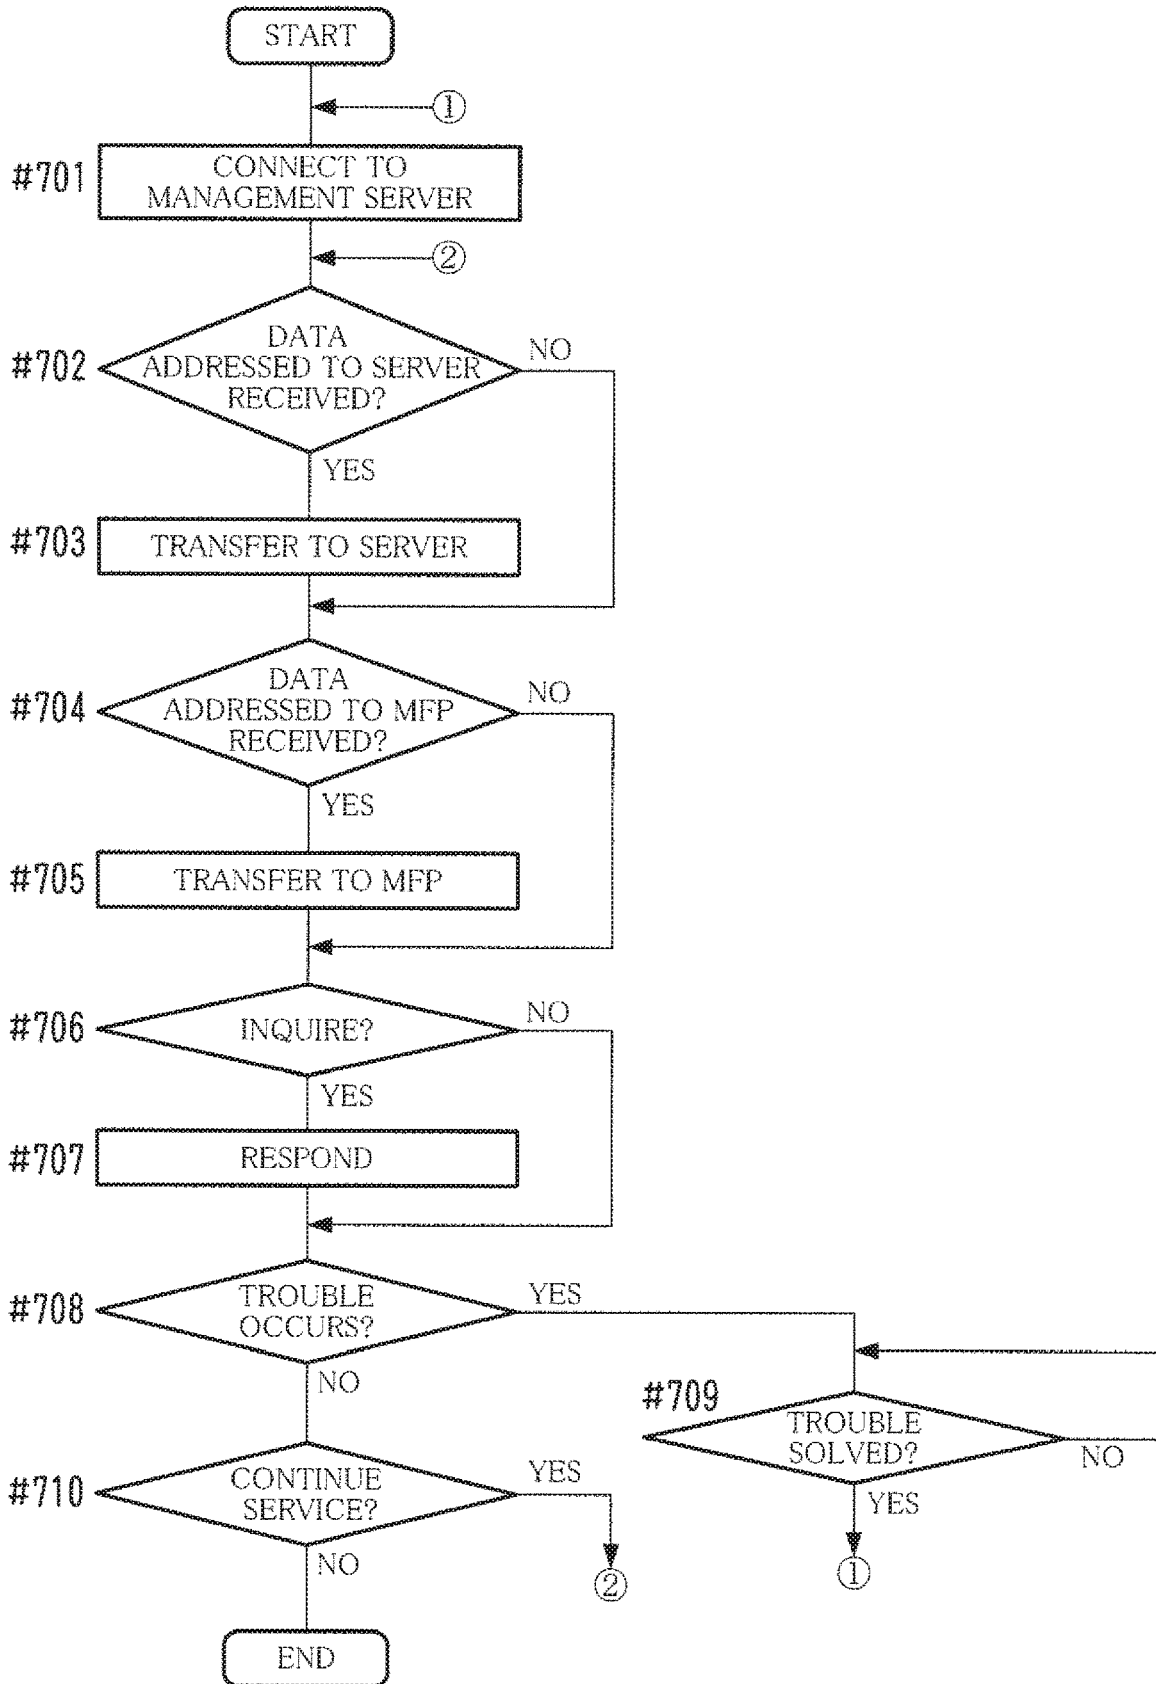 START
①
#701
CONNECT TO
MANAGEMENT SERVER
②
#702
DATA
ADDRESSED TO SERVER
RECEIVED?
NO
YES
#703
TRANSFER TO SERVER
#704
DATA
ADDRESSED TO MFP
RECEIVED?
NO
YES
#705
TRANSFER TO MFP
#706
INQUIRE?
NO
YES
#707
RESPOND
#708
TROUBLE
OCCURS?
YES
NO
#709
TROUBLE
SOLVED?
NO
YES
①
#710
CONTINUE
SERVICE?
YES
②
NO
END